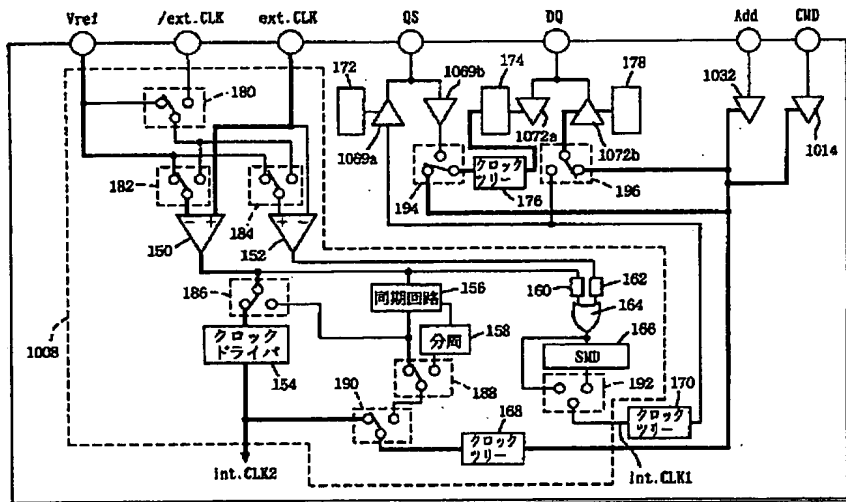 Vref /ext.CLK ext.CLK QS DQ Add CMD
172 1069b 174 178 1032
180
1069a 1072a 1072b 1014
182 184 194 クロック
ツリー 176 196
150 152
186 同期回路 156 160 162
164
1008 クロック
ドライバ 分周 158 166
SMD
154 188 192 170
190 168 クロック
ツリー クロック
ツリー
int.CLK2 int.CLK1